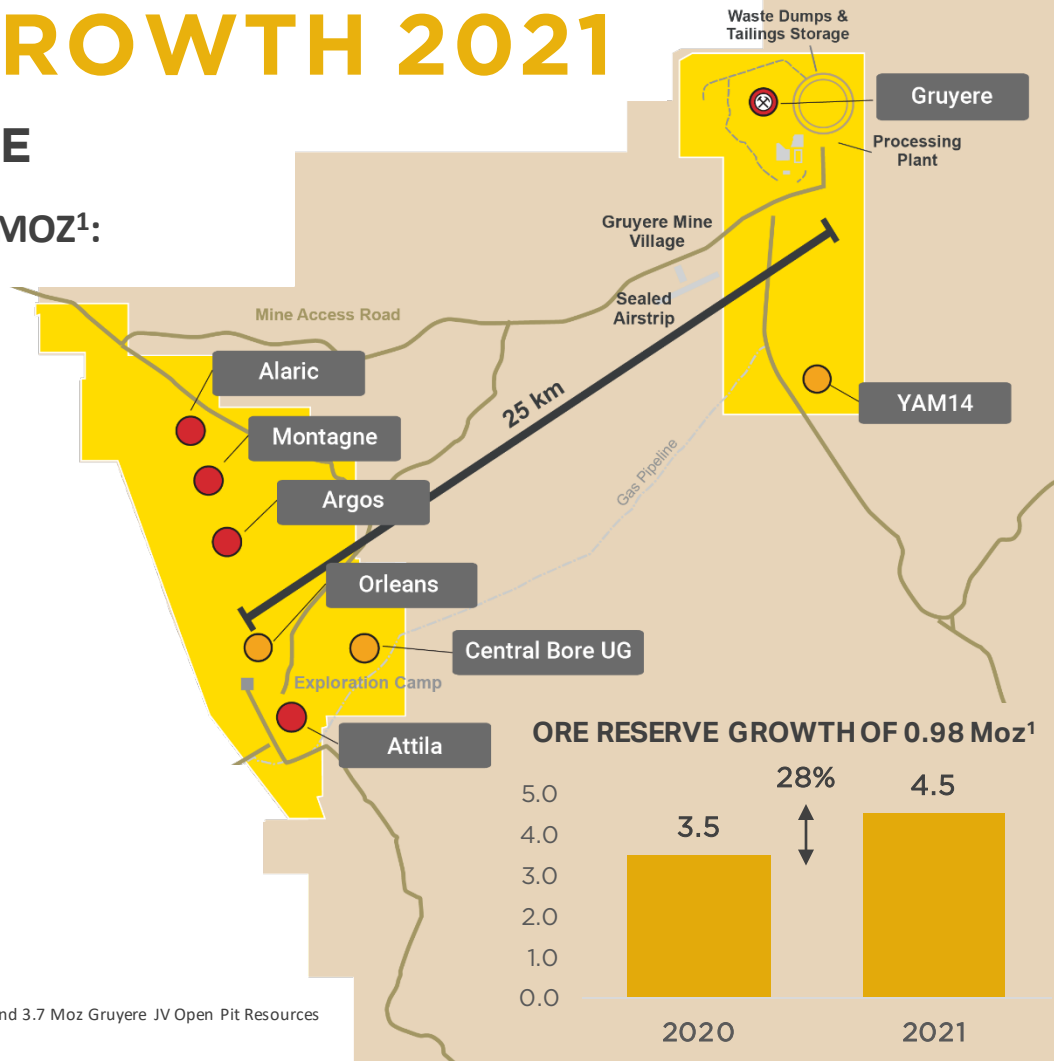 ROWTH 2021
E
MOZ¹:
Waste Dumps &
Tailings Storage
Gruyere
Processing
Plant
Gruyere Mine
Village
Sealed
Airstrip
Mine Access Road
Alaric
Montagne
Argos
25 km
Gas Pipeline
YAM14
Orleans
Central Bore UG
Exploration Camp
Attila
ORE RESERVE GROWTH OF 0.98 Moz¹
28%
5.0
4.0
3.0
2.0
1.0
0.0
3.5
4.5
2020
2021
nd 3.7 Moz Gruyere JV Open Pit Resources